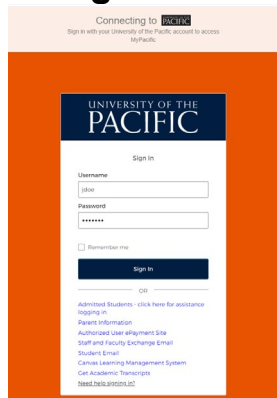 Connecting to PACIFIC
Sign in with your University of the Pacific account to access
MyPacific.
UNIVERSITY OF THE
PACIFIC
Sign In
Username
jdoe
Password
•••••••
Remember me
Sign In
OR
Admitted Students - click here for assistance
logging in.
Parent Information
Authorized User ePayment Site
Staff and Faculty Exchange Email
Student Email
Canvas Learning Management System
Get Academic Transcripts
Need help signing in?